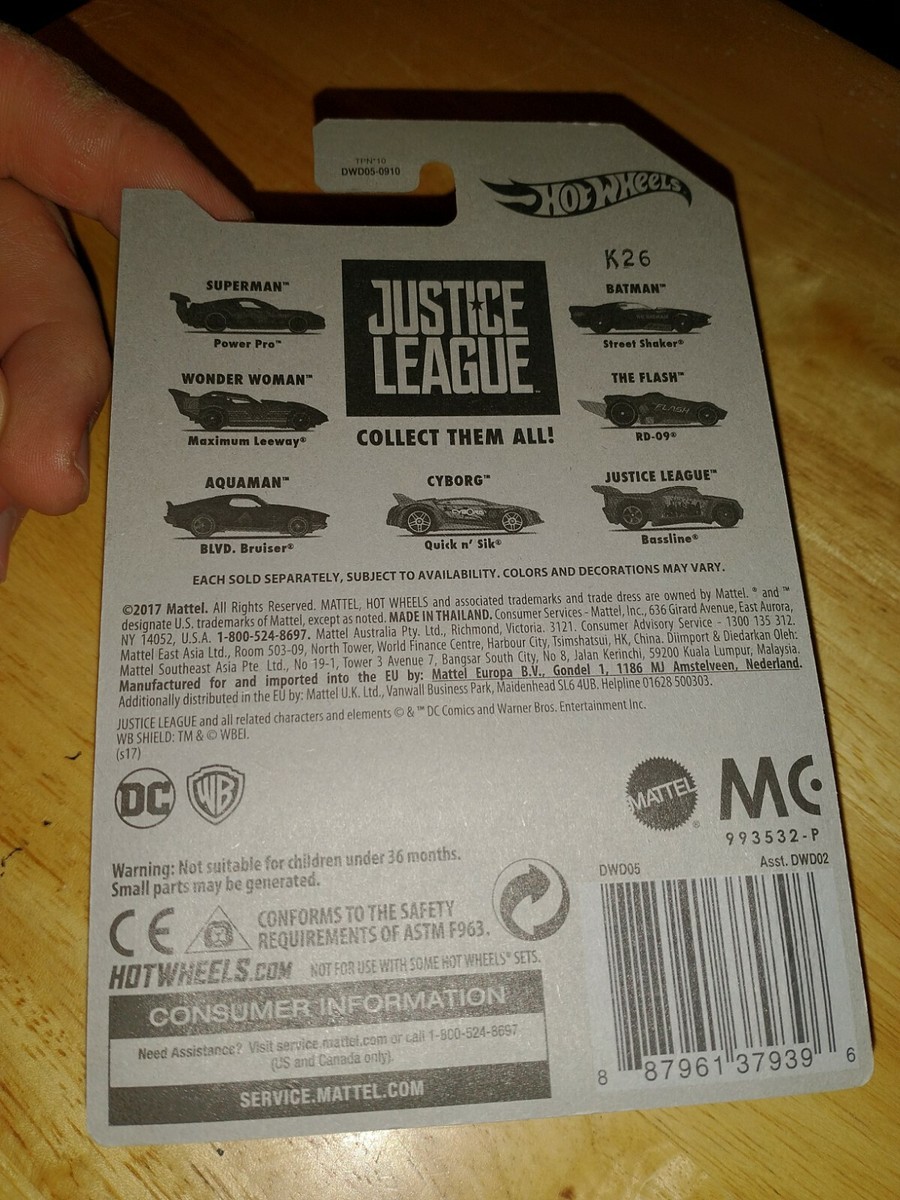 TPN*10
DWD05-0910
HOT WHEELS
K26
SUPERMAN™
Power Pro™
JUSTICE
LEAGUE
BATMAN™
Street Shaker®
WONDER WOMAN™
Maximum Leeway®
COLLECT THEM ALL!
THE FLASH™
FLASH
RD-09®
AQUAMAN™
BLVD. Bruiser®
CYBORG™
CYBORG
Quick n' Sik®
JUSTICE LEAGUE™
Bassline®
EACH SOLD SEPARATELY, SUBJECT TO AVAILABILITY. COLORS AND DECORATIONS MAY VARY.
©2017 Mattel. All Rights Reserved. MATTEL, HOT WHEELS and associated trademarks and trade dress are owned by Mattel. ® and ™
designate U.S. trademarks of Mattel, except as noted. MADE IN THAILAND. Consumer Services - Mattel, Inc., 636 Girard Avenue, East Aurora,
NY 14052, U.S.A. 1-800-524-8697. Mattel Australia Pty. Ltd., Richmond, Victoria. 3121. Consumer Advisory Service - 1300 135 312.
Mattel East Asia Ltd., Room 503-09, North Tower, World Finance Centre, Harbour City, Tsimshatsui, HK, China. Diimport & Diedarkan Oleh:
Mattel Southeast Asia Pte. Ltd., No 19-1, Tower 3 Avenue 7, Bangsar South City, No 8, Jalan Kerinchi, 59200 Kuala Lumpur, Malaysia.
Manufactured for and imported into the EU by: Mattel Europa B.V., Gondel 1, 1186 MJ Amstelveen, Nederland.
Additionally distributed in the EU by: Mattel U.K. Ltd., Vanwall Business Park, Maidenhead SL6 4UB. Helpline 01628 500303.
JUSTICE LEAGUE and all related characters and elements © & ™ DC Comics and Warner Bros. Entertainment Inc.
WB SHIELD: TM & © WBEI.
(s17)
DC WB
MATTEL® MC
993532-P
Warning: Not suitable for children under 36 months.
Small parts may be generated.
DWD05 Asst. DWD02
CE
CONFORMS TO THE SAFETY
REQUIREMENTS OF ASTM F963.
HOTWHEELS.COM NOT FOR USE WITH SOME HOT WHEELS® SETS.
CONSUMER INFORMATION
Need Assistance? Visit service.mattel.com or call 1-800-524-8697
(US and Canada only).
SERVICE.MATTEL.COM
8 87961 37939 6